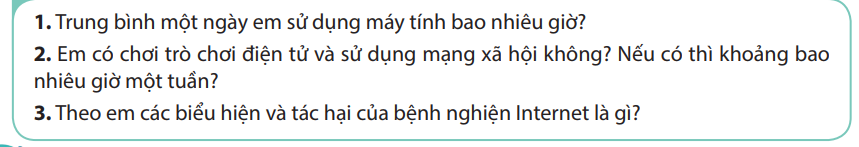 1. Trung bình một ngày em sử dụng máy tính bao nhiêu giờ?
2. Em có chơi trò chơi điện tử và sử dụng mạng xã hội không? Nếu có thì khoảng bao
nhiêu giờ một tuần?
3. Theo em các biểu hiện và tác hại của bệnh nghiện Internet là gì?